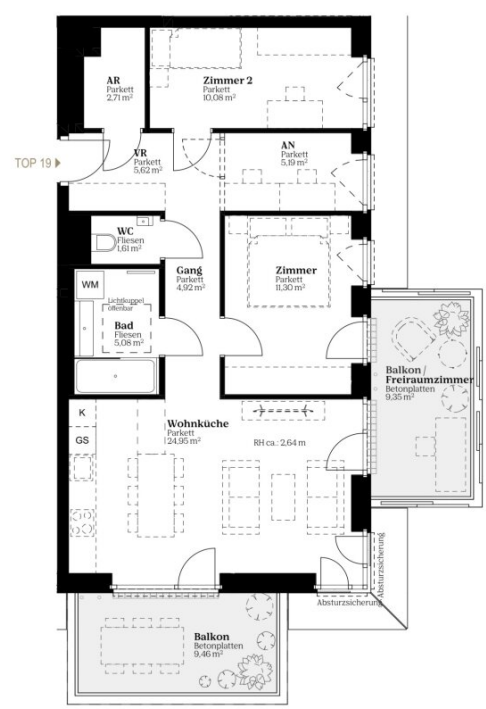 AR
Parkett
2,71 m²
Zimmer 2
Parkett
10,08 m²
TOP 19
VR
Parkett
5,62 m²
AN
Parkett
5,19 m²
WC
Fliesen
1,61 m²
Gang
Parkett
4,92 m²
Zimmer
Parkett
11,30 m²
WM
Lichtkuppel
öffenbar
Bad
Fliesen
5,08 m²
Balkon /
Freiraumzimmer
Betonplatten
9,35 m²
K
GS
Wohnküche
Parkett
24,95 m²
RH ca.: 2,64 m
Absturzsicherung
Absturzsicherung
Balkon
Betonplatten
9,46 m²